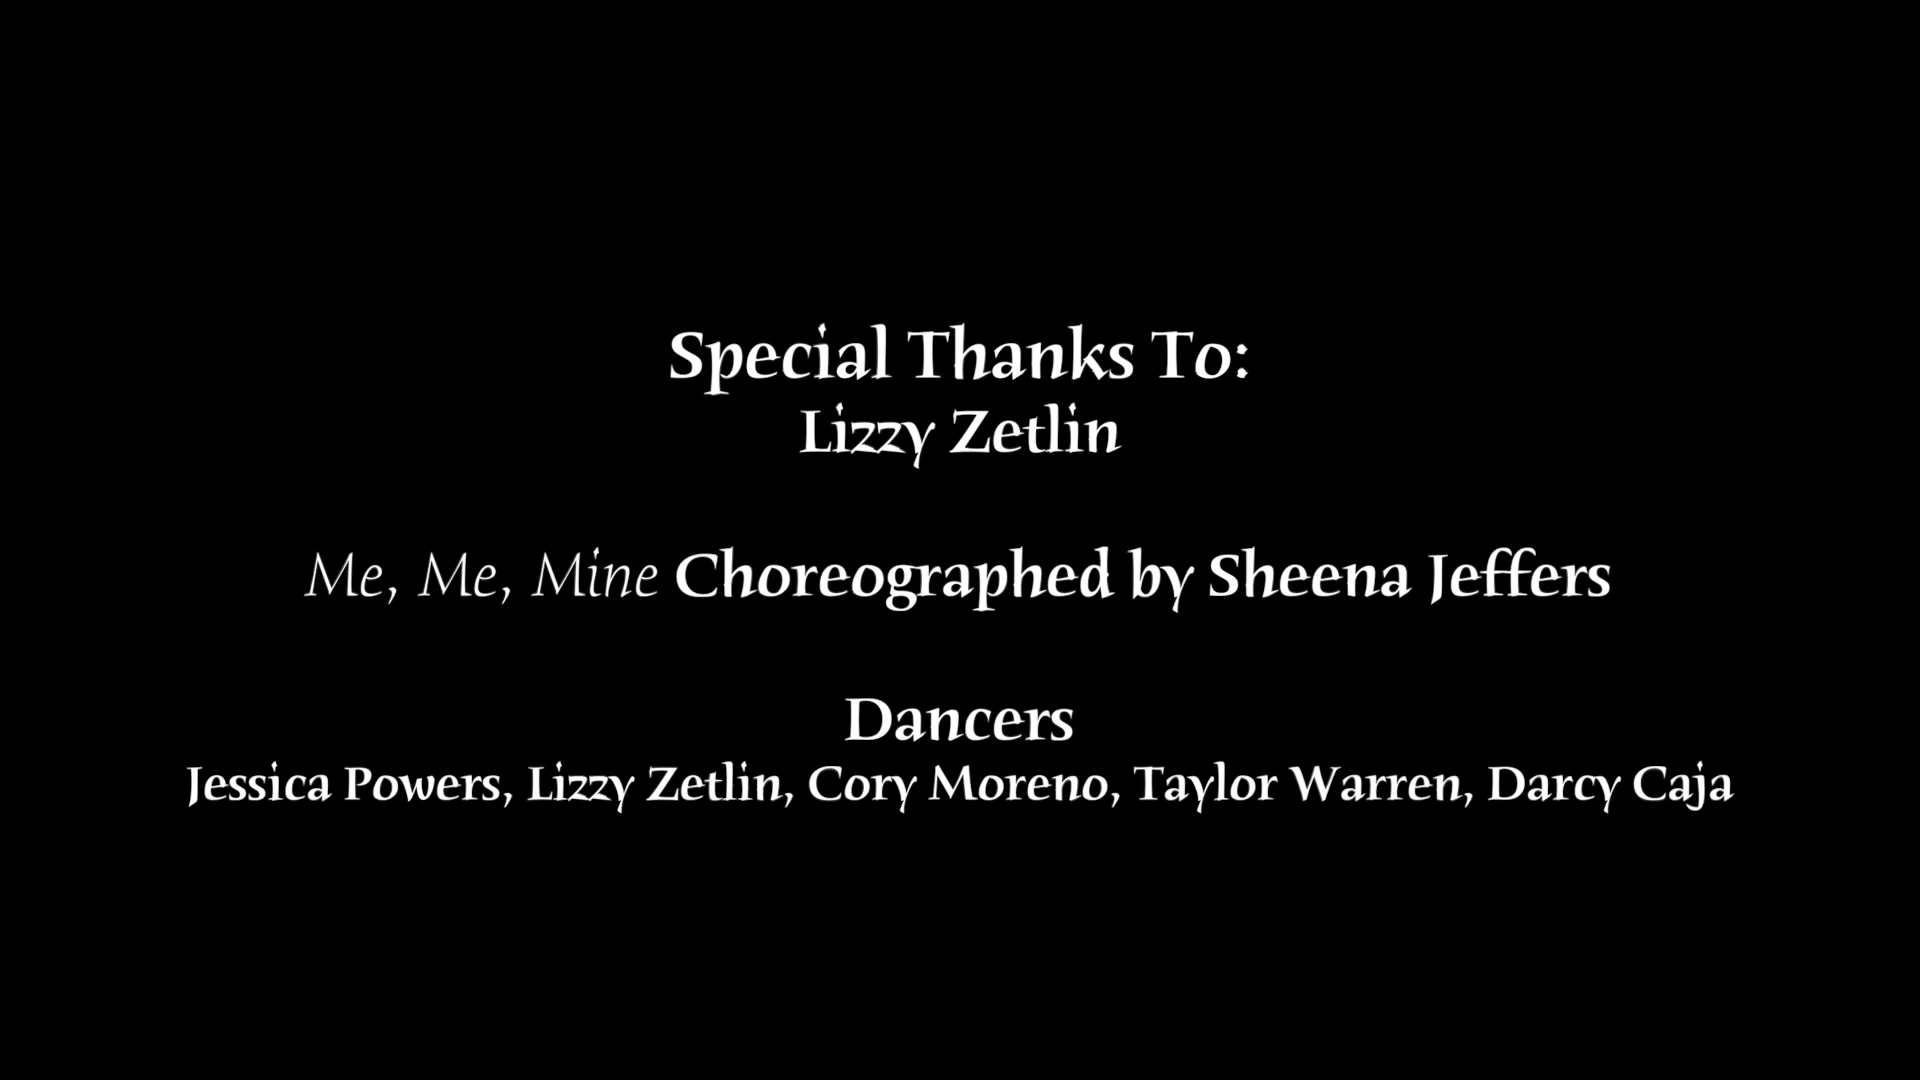 Special Thanks To:
Lizzy Zetlin
Me, Me, Mine Choreographed by Sheena Jeffers
Dancers
Jessica Powers, Lizzy Zetlin, Cory Moreno, Taylor Warren, Darcy Caja